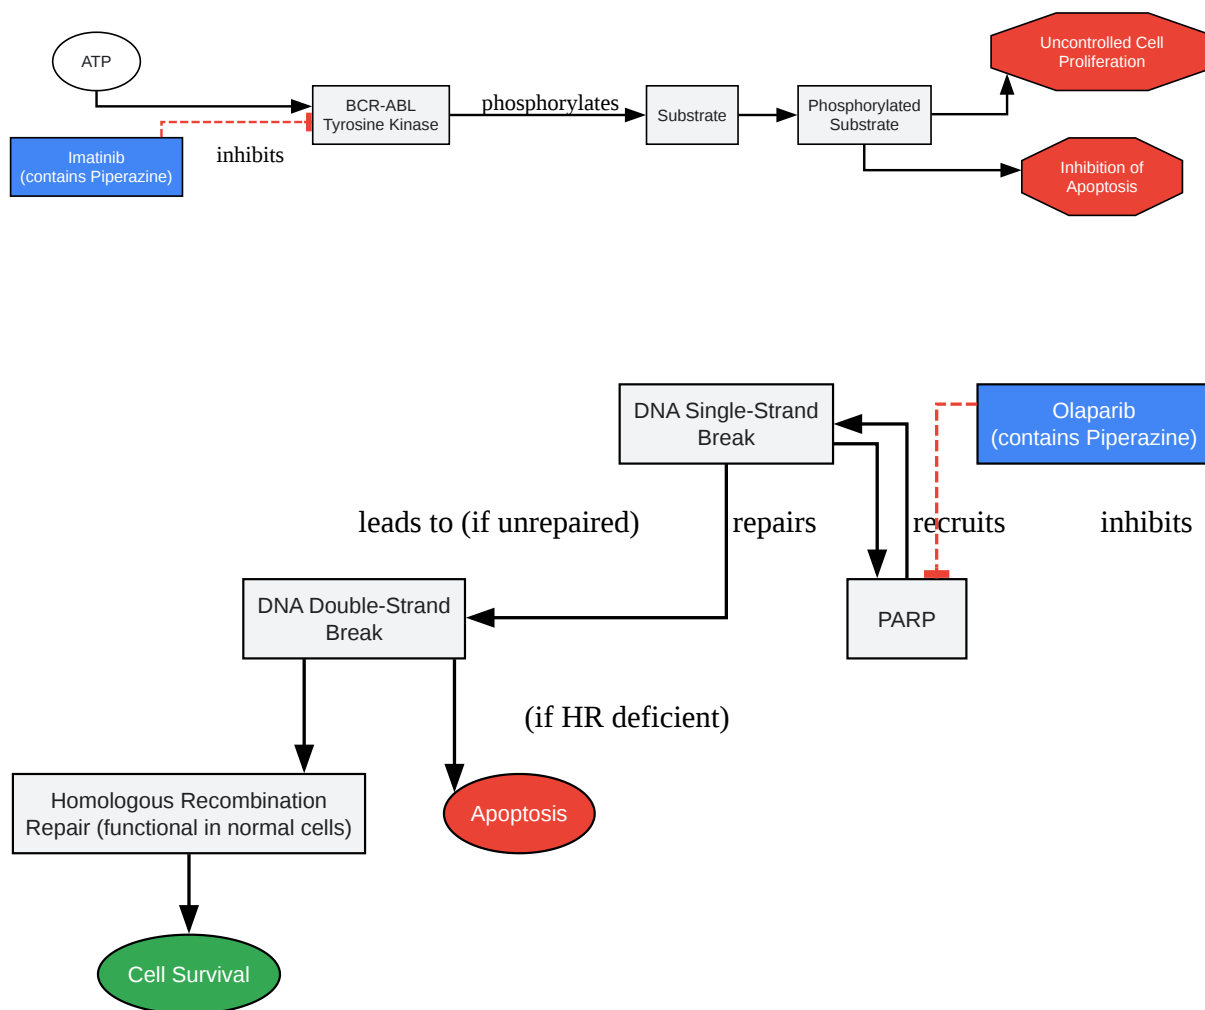 Uncontrolled Cell
Proliferation
ATP
BCR-ABL
Tyrosine Kinase
phosphorylates
Substrate
Phosphorylated
Substrate
Imatinib
(contains Piperazine)
inhibits
Inhibition of
Apoptosis
DNA Single-Strand
Break
Olaparib
(contains Piperazine)
leads to (if unrepaired)
repairs
recruits
inhibits
DNA Double-Strand
Break
PARP
(if HR deficient)
Homologous Recombination
Repair (functional in normal cells)
Apoptosis
Cell Survival